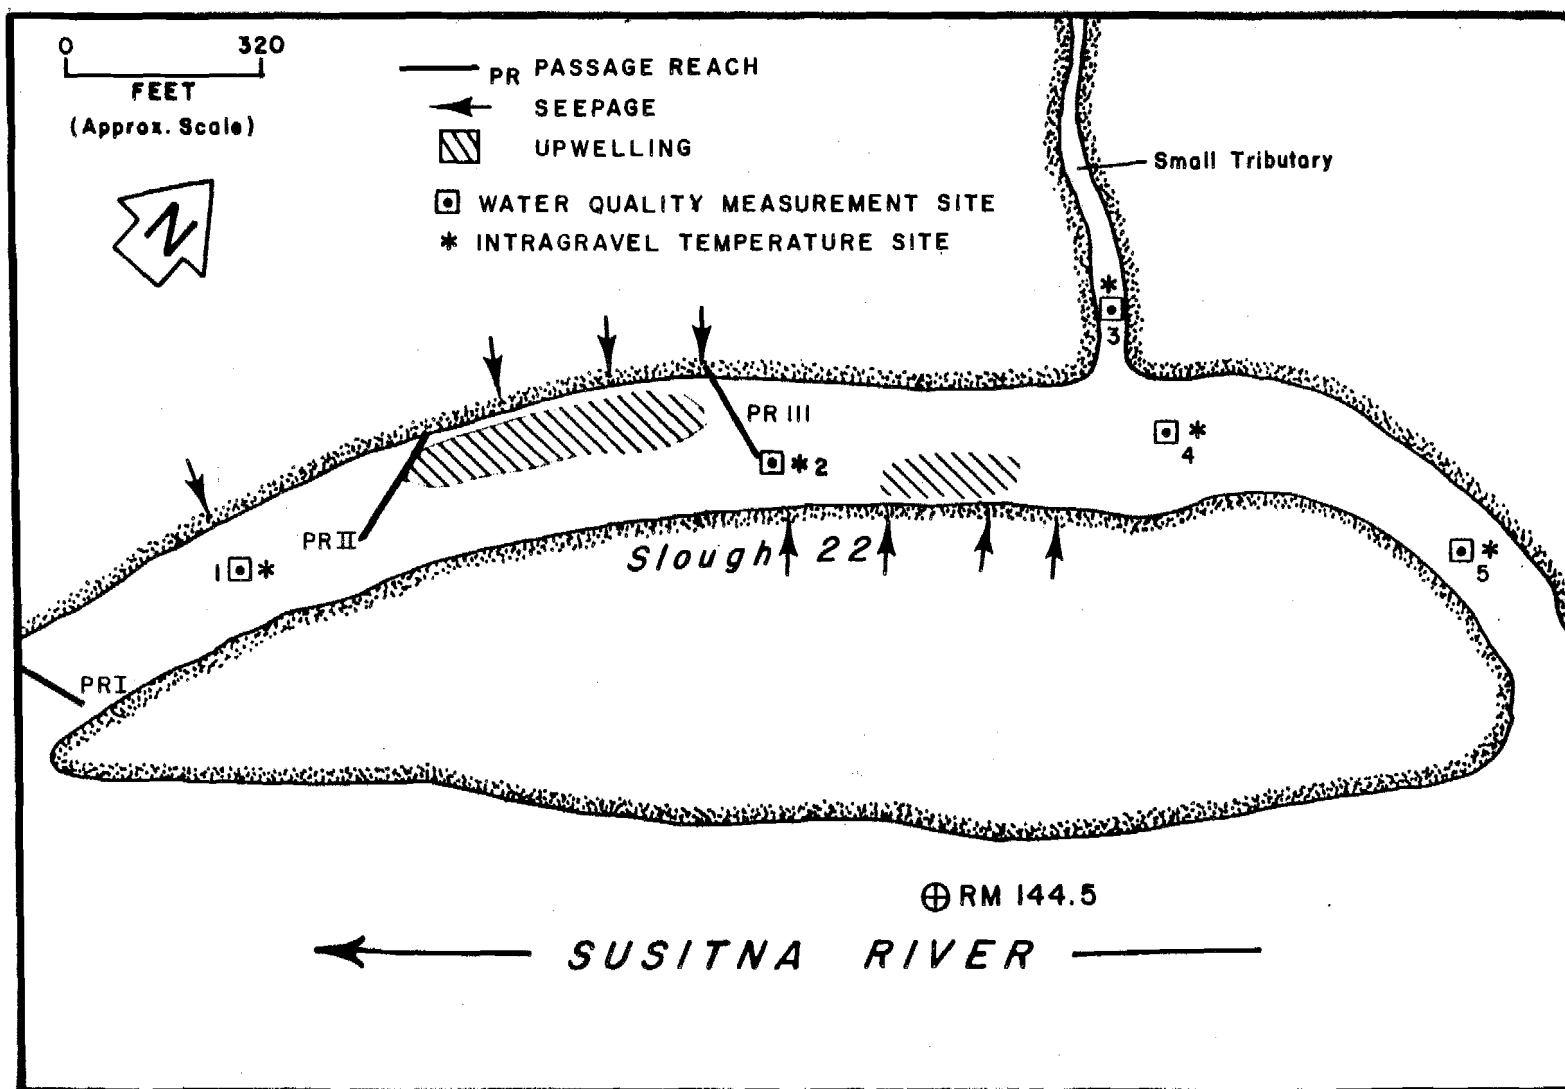 0 320
FEET
(Approx. Scale)
PR PASSAGE REACH
SEEPAGE
UPWELLING
WATER QUALITY MEASUREMENT SITE
* INTRAGRAVEL TEMPERATURE SITE
N
Small Tributary
*
3
PR III
* 2
*
4
PR II
Slough 22
1 *
*
5
PR I
RM 144.5
SUSITNA RIVER